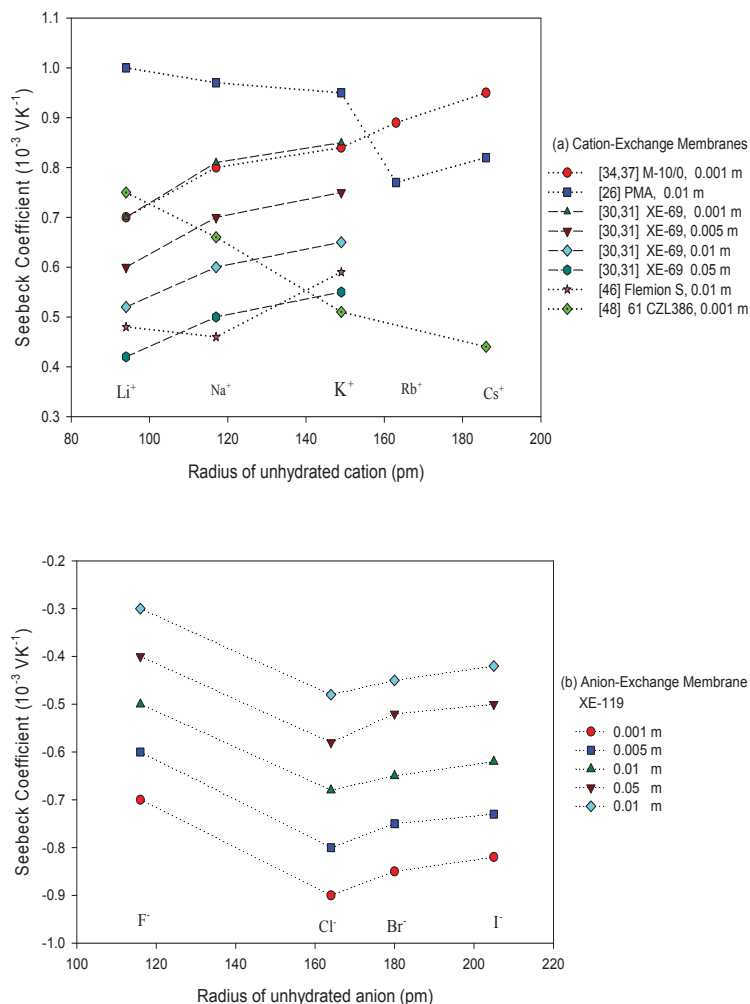 1.1
1.0
0.9
0.8
0.7
0.6
0.5
0.4
0.3
Seebeck Coefficient (10⁻³ VK⁻¹)
Li⁺ Na⁺ K⁺ Rb⁺ Cs⁺
80 100 120 140 160 180 200
Radius of unhydrated cation (pm)
(a) Cation-Exchange Membranes
[34,37] M-10/0, 0.001 m
[26] PMA, 0.01 m
[30,31] XE-69, 0.001 m
[30,31] XE-69, 0.005 m
[30,31] XE-69, 0.01 m
[30,31] XE-69 0.05 m
[46] Flemion S, 0.01 m
[48] 61 CZL386, 0.001 m
-0.2
-0.3
-0.4
-0.5
-0.6
-0.7
-0.8
-0.9
-1.0
Seebeck Coefficient (10⁻³ VK⁻¹)
F⁻ Cl⁻ Br⁻ I⁻
100 120 140 160 180 200 220
Radius of unhydrated anion (pm)
(b) Anion-Exchange Membrane
XE-119
0.001 m
0.005 m
0.01 m
0.05 m
0.01 m